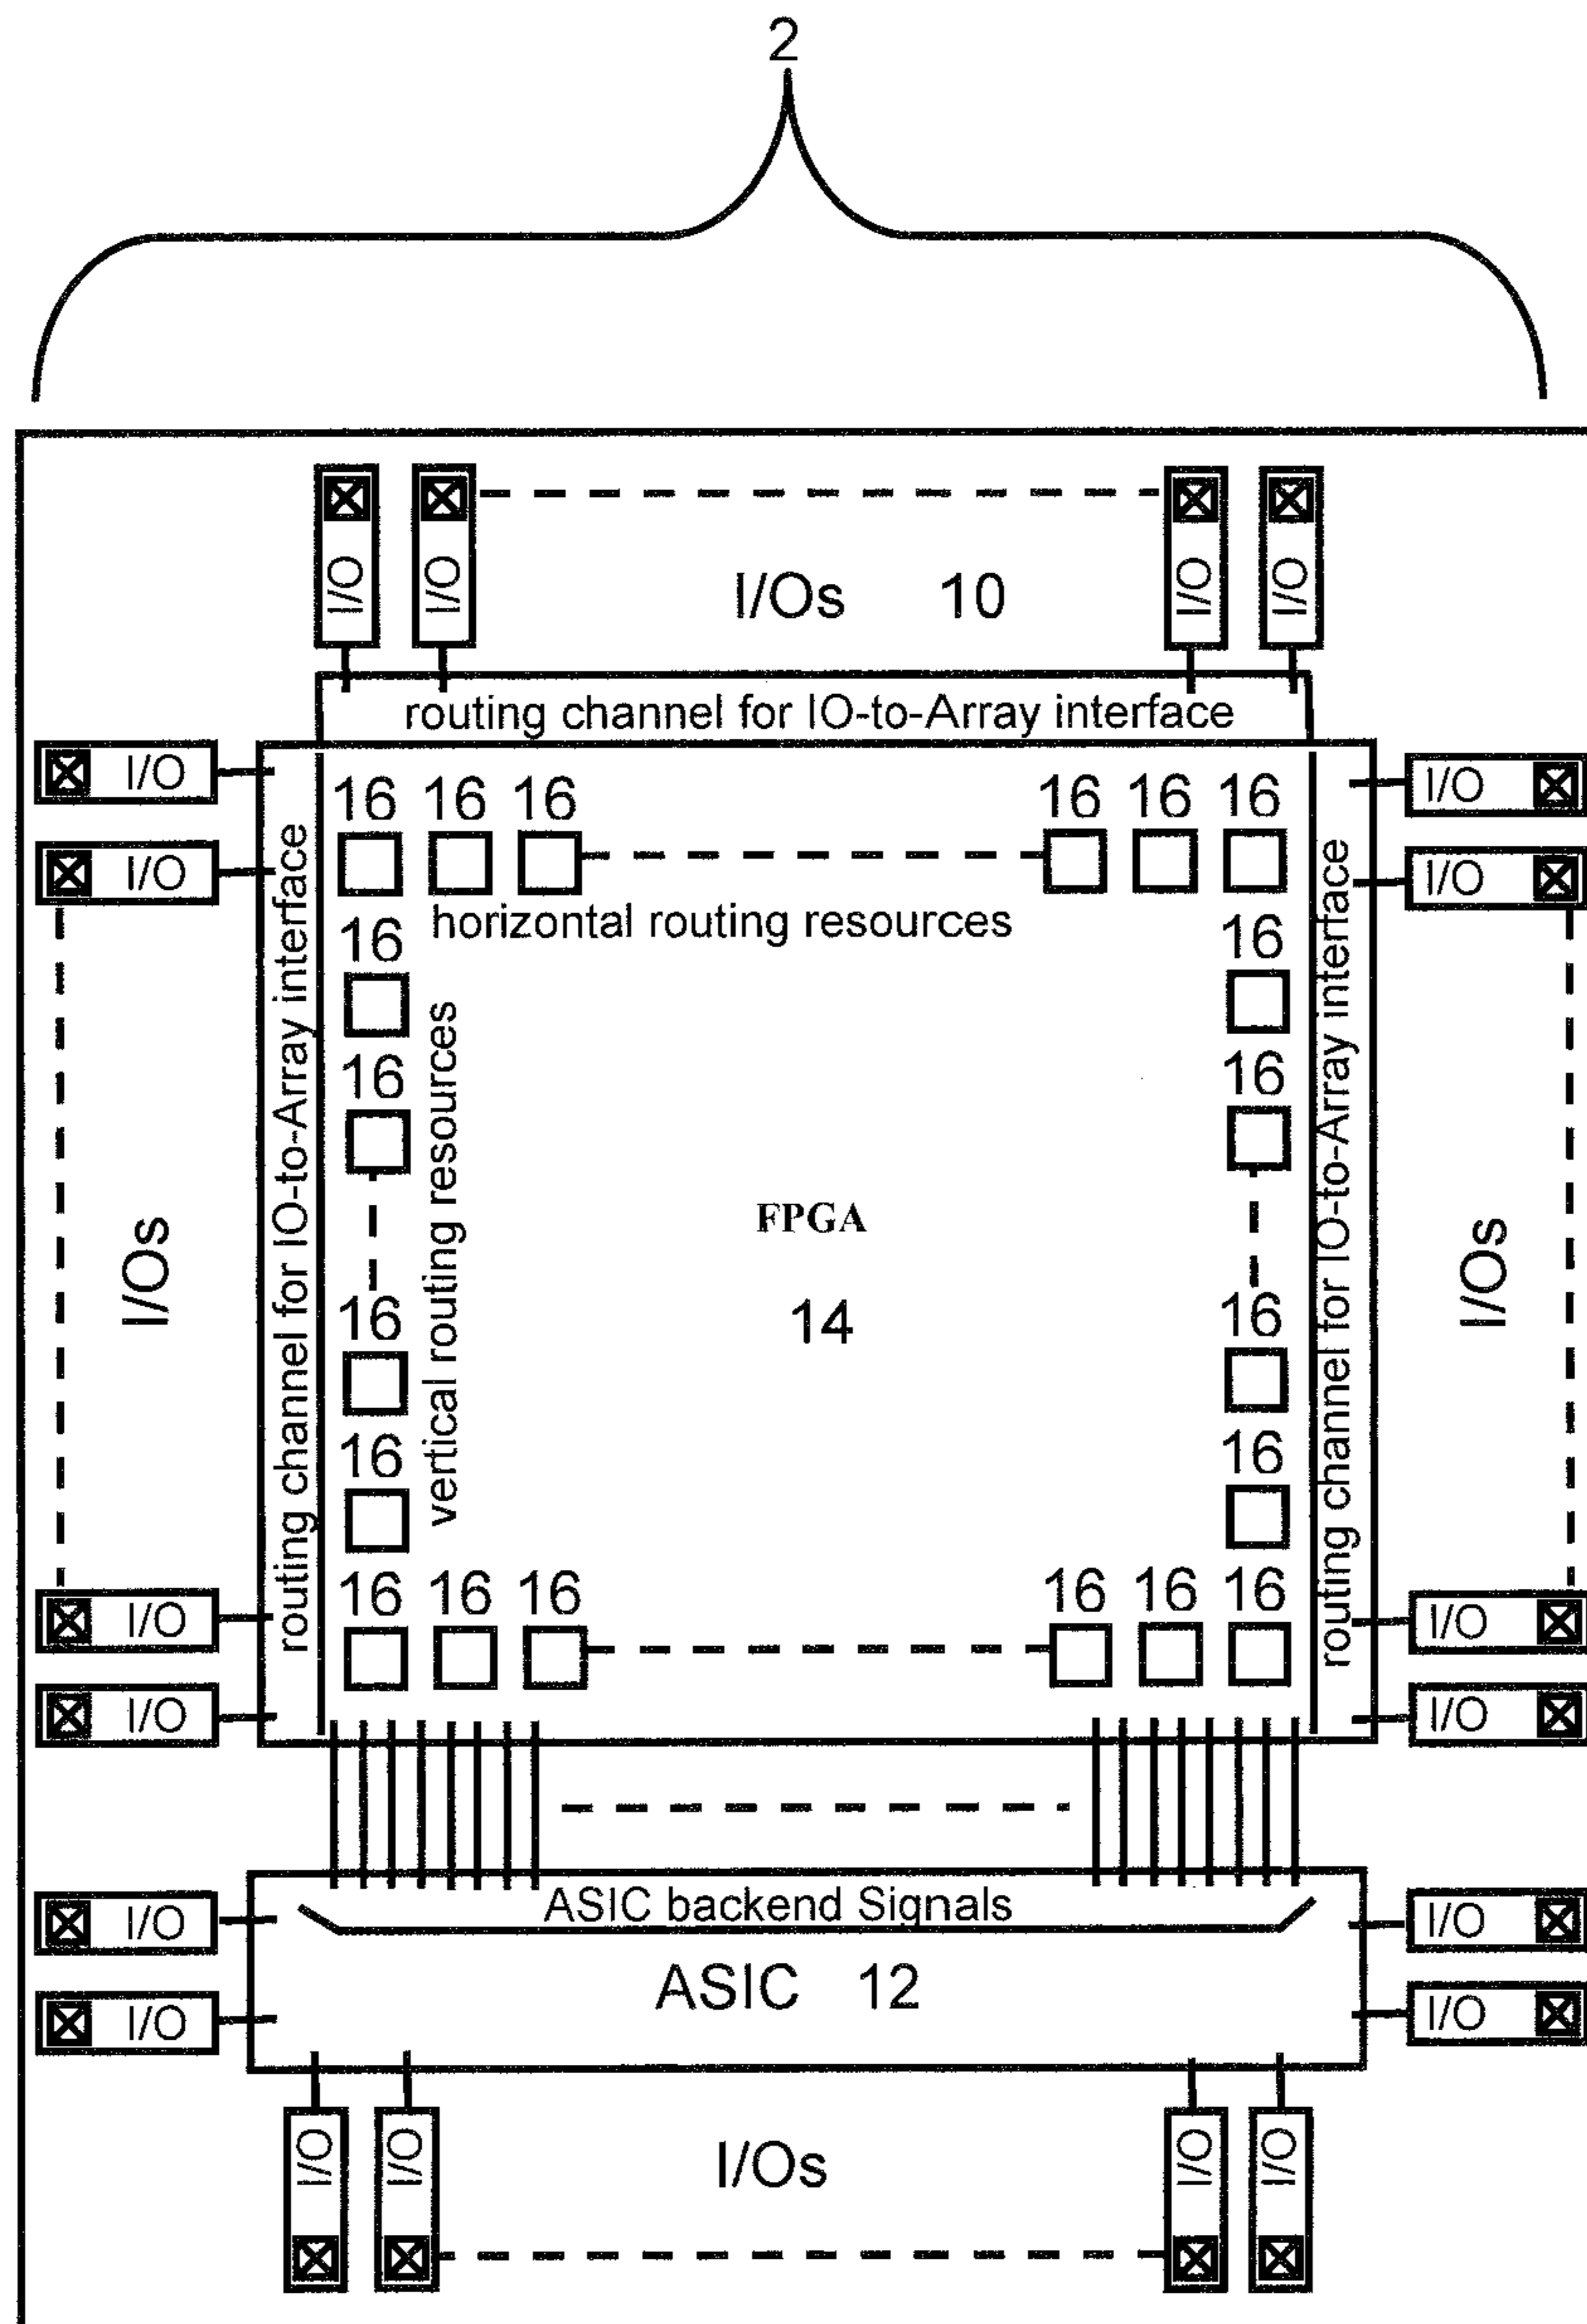 2
I/O I/O I/O I/O
I/Os 10
routing channel for IO-to-Array interface
I/O I/O
16 16 16 16 16 16
I/O I/O
horizontal routing resources
16 16
16 16
routing channel for IO-to-Array interface
vertical routing resources
routing channel for IO-to-Array interface
I/Os
FPGA
I/Os
14
16 16
16 16
16 16 16 16 16 16
I/O I/O
I/O I/O
ASIC backend Signals
I/O I/O
ASIC 12
I/O I/O
I/O I/O I/O I/O
I/Os